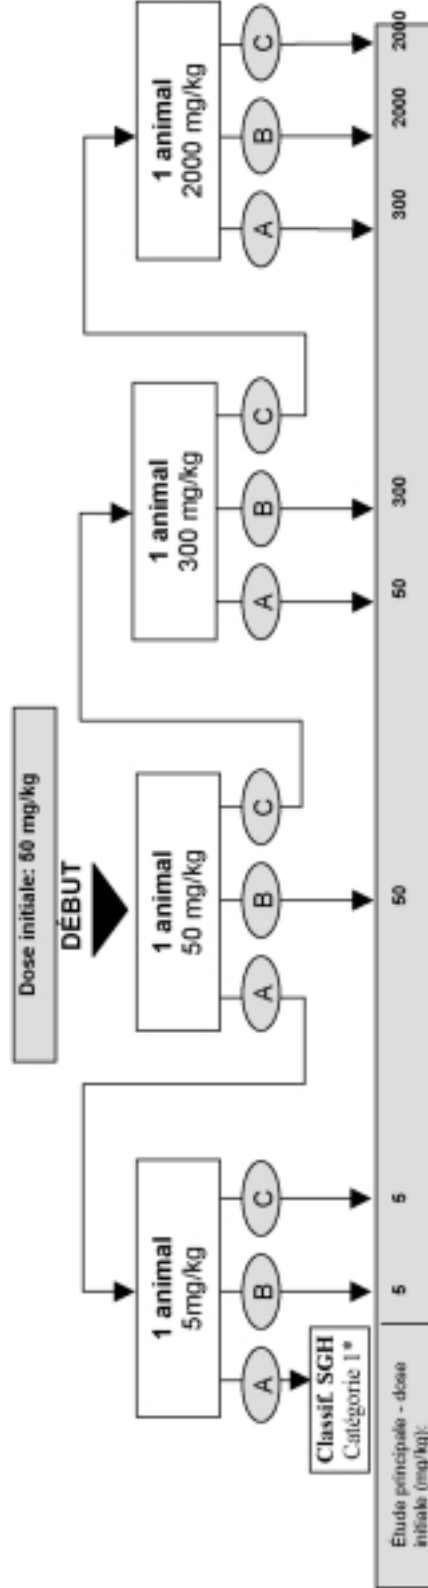 Dose initiale: 50 mg/kg
DÉBUT
1 animal
5mg/kg
1 animal
50 mg/kg
1 animal
300 mg/kg
1 animal
2000 mg/kg
A
B
C
A
B
C
A
B
C
A
B
C
Classif. SGH
Catégorie 1*
Étude principale - dose
initiale (mg/kg):
5
5
50
50
300
300
2000
2000